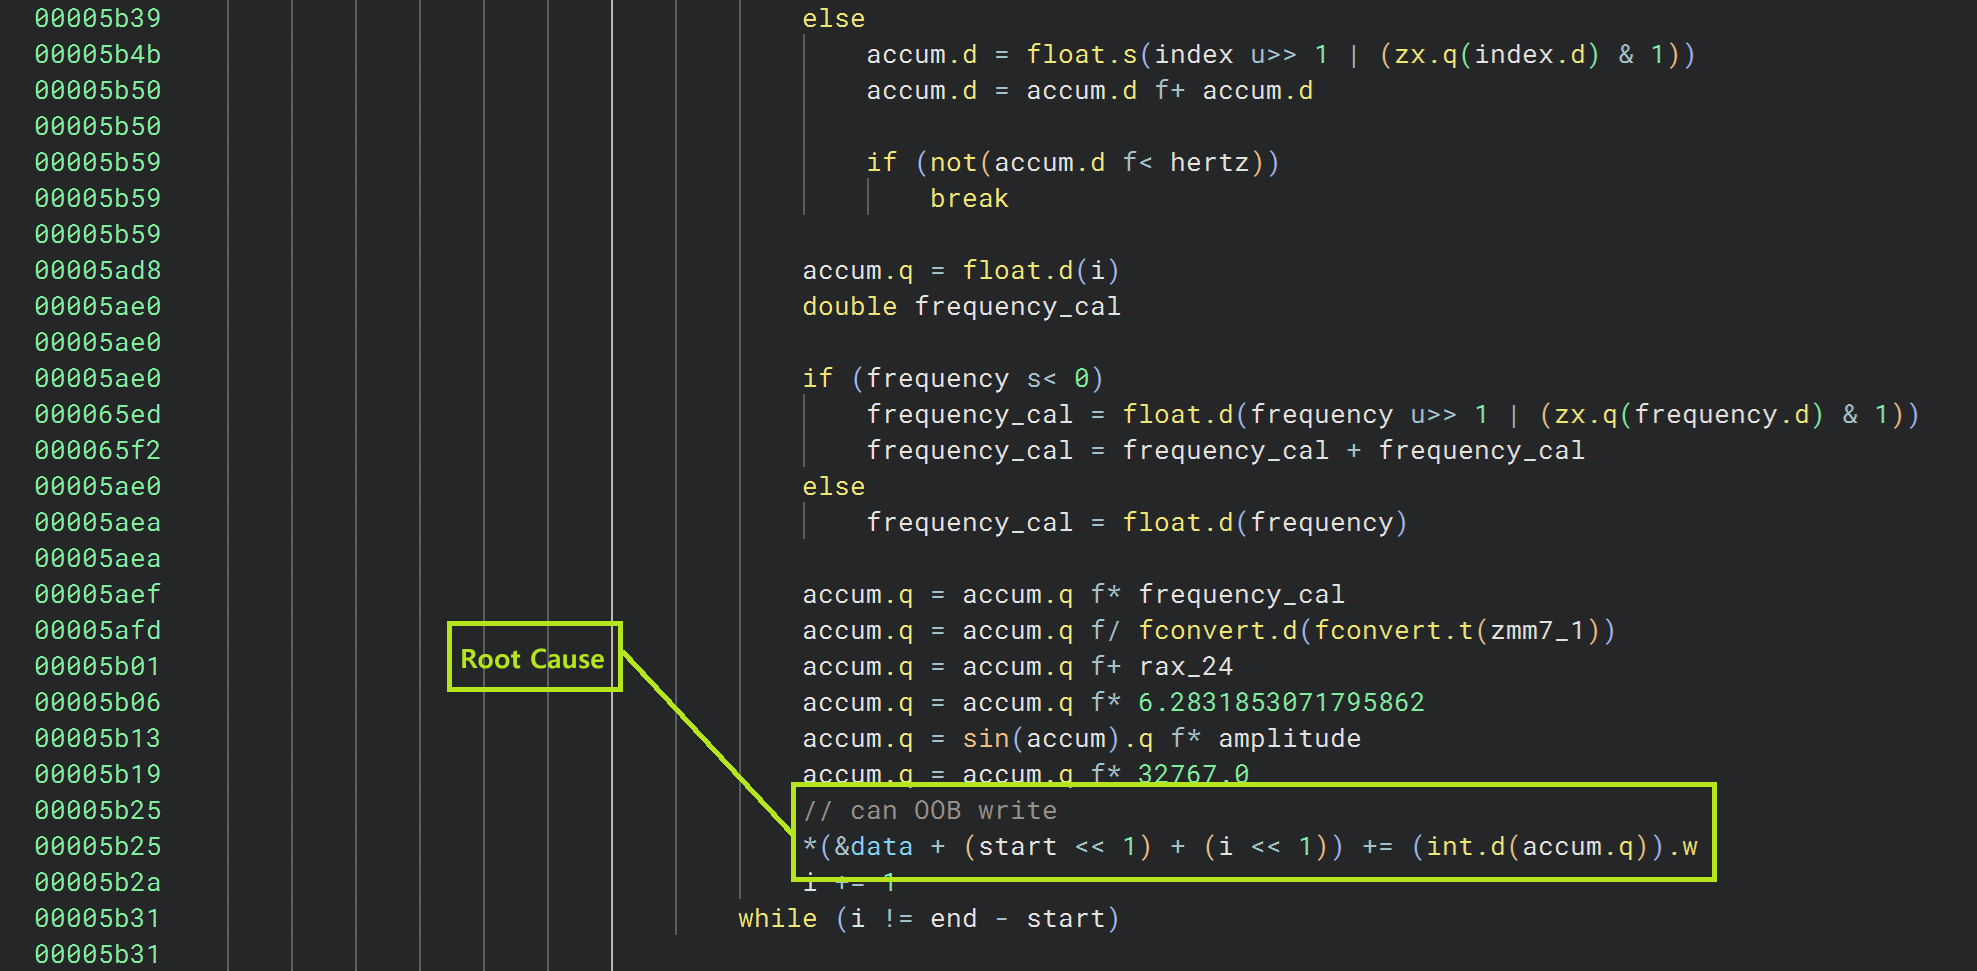 00005b39 else
00005b4b accum.d = float.s(index u>> 1 | (zx.q(index.d) & 1))
00005b50 accum.d = accum.d f+ accum.d
00005b50
00005b59 if (not(accum.d f< hertz))
00005b59 break
00005b59
00005ad8 accum.q = float.d(i)
00005ae0 double frequency_cal
00005ae0
00005ae0 if (frequency s< 0)
000065ed frequency_cal = float.d(frequency u>> 1 | (zx.q(frequency.d) & 1))
000065f2 frequency_cal = frequency_cal + frequency_cal
00005ae0 else
00005aea frequency_cal = float.d(frequency)
00005aea
00005aef accum.q = accum.q f* frequency_cal
00005afd accum.q = accum.q f/ fconvert.d(fconvert.t(zmm7_1))
Root Cause
00005b01 accum.q = accum.q f+ rax_24
00005b06 accum.q = accum.q f* 6.2831853071795862
00005b13 accum.q = sin(accum).q f* amplitude
00005b19 accum.q = accum.q f* 32767.0
00005b25 // can OOB write
00005b25 *(&data + (start << 1) + (i << 1)) += (int.d(accum.q)).w
00005b2a i += 1
00005b31 while (i != end - start)
00005b31